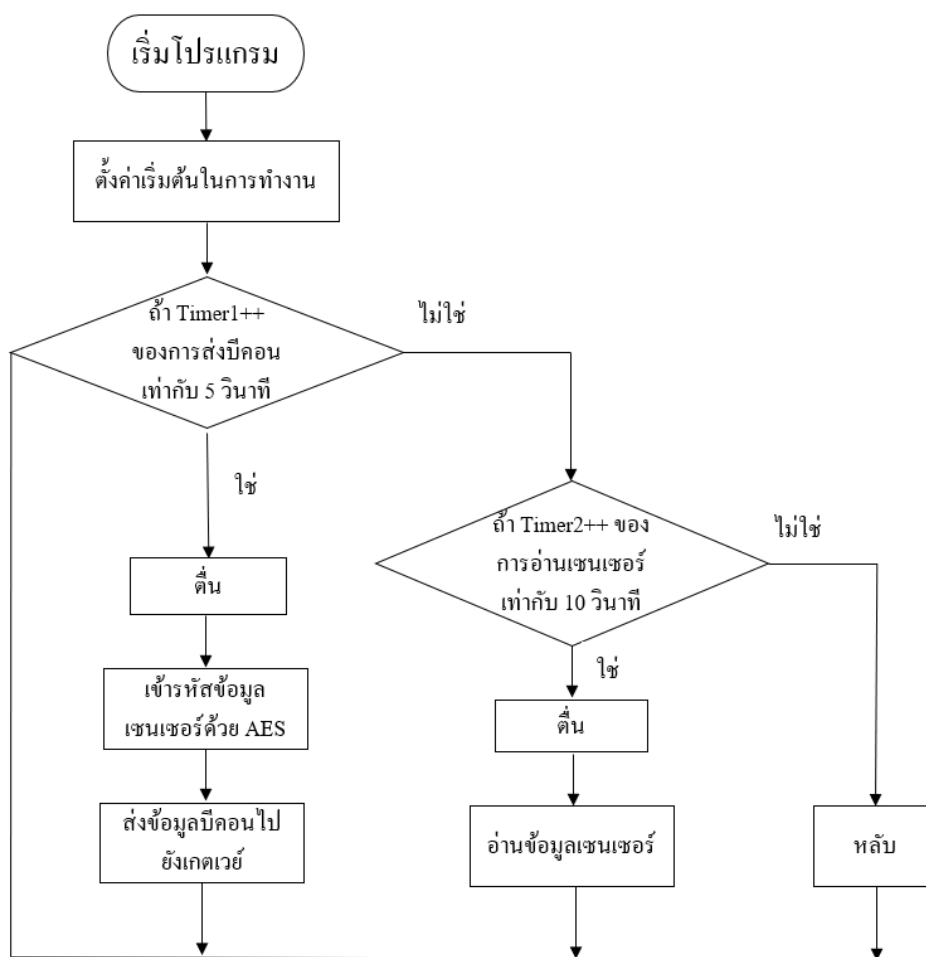 เริ่มโปรแกรม
ตั้งค่าเริ่มต้นในการทำงาน
ถ้า Timer1++
ของการส่งบีคอน
เท่ากับ 5 วินาที
ไม่ใช่
ใช่
ตื่น
เข้ารหัสข้อมูล
เซนเซอร์ด้วย AES
ส่งข้อมูลบีคอนไป
ยังเกตเวย์
ถ้า Timer2++ ของ
การอ่านเซนเซอร์
เท่ากับ 10 วินาที
ไม่ใช่
ใช่
ตื่น
อ่านข้อมูลเซนเซอร์
หลับ